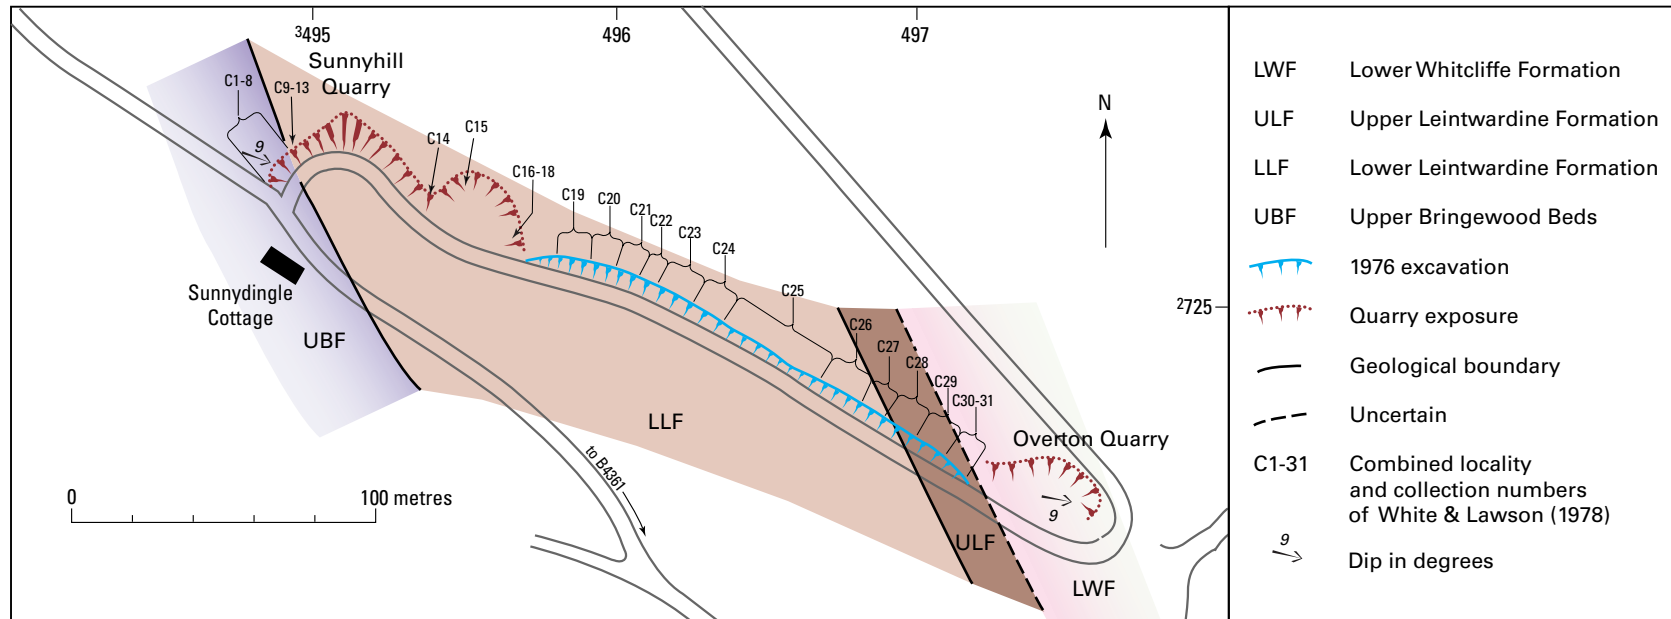 ³495
496
497
Sunnyhill
Quarry
C1-8
C9-13
9
C14
C15
C16-18
C19
C20
C21
C22
C23
C24
C25
C26
C27
C28
C29
C30-31
N
²725
Sunnydingle
Cottage
UBF
LLF
ULF
LWF
Overton Quarry
9
to B4361
0
100 metres
LWF Lower Whitcliffe Formation
ULF Upper Leintwardine Formation
LLF Lower Leintwardine Formation
UBF Upper Bringewood Beds
1976 excavation
Quarry exposure
Geological boundary
Uncertain
C1-31 Combined locality
and collection numbers
of White & Lawson (1978)
9
Dip in degrees